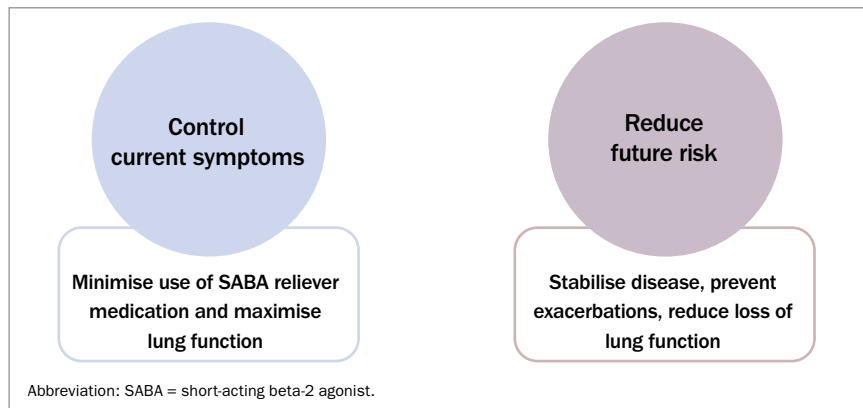 Control
current symptoms
Minimise use of SABA reliever
medication and maximise
lung function
Reduce
future risk
Stabilise disease, prevent
exacerbations, reduce loss of
lung function
Abbreviation: SABA = short-acting beta-2 agonist.